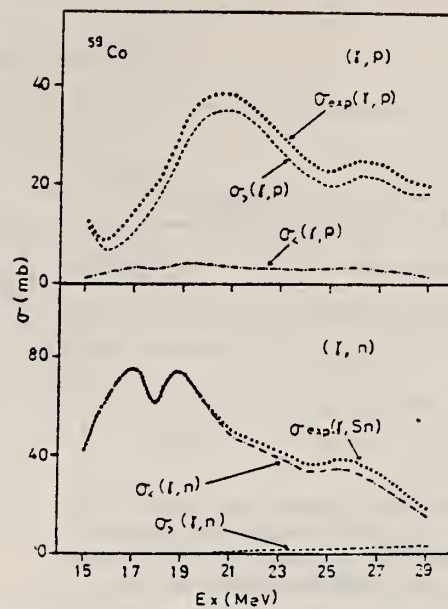 ⁵⁹Co
(γ,p)
40
σexp(γ,p)
20
σ>(γ,p)
σ<(γ,p)
0
σ (mb)
(γ,n)
80
σexp(γ,Sn)
40
σ<(γ,n)
σ>(γ,n)
0
15 17 19 21 23 25 27 29
Ex (MeV)